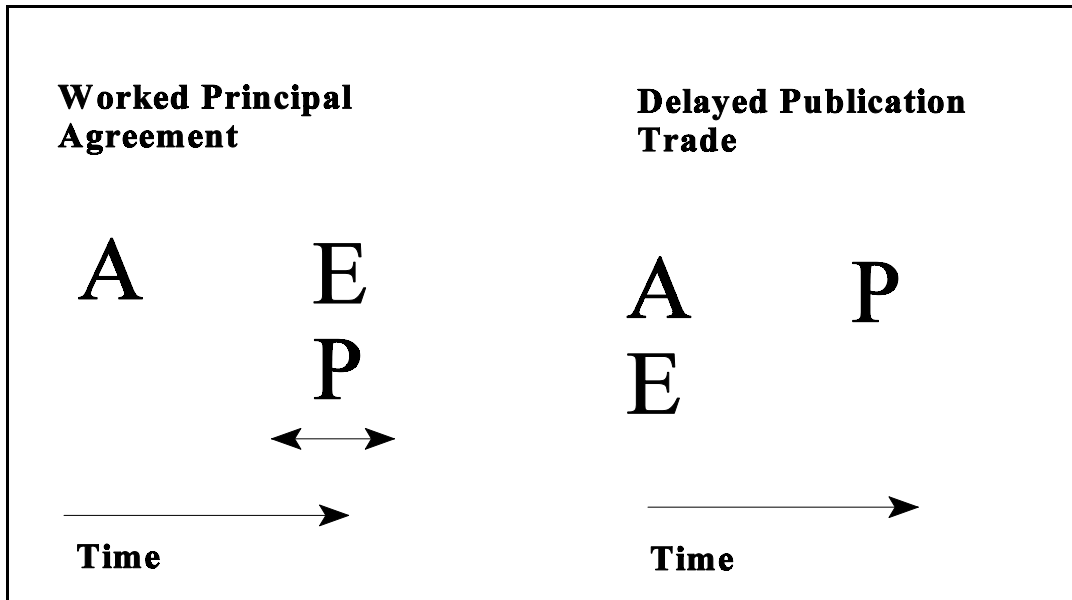 Worked Principal
Agreement
A E
P
Time
Delayed Publication
Trade
A P
E
Time